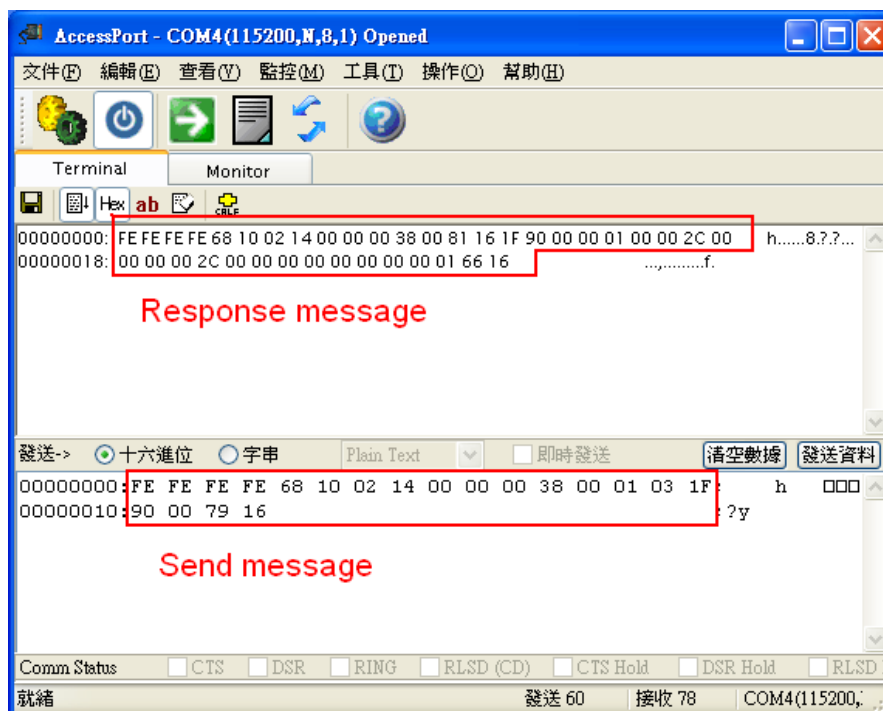 AccessPort - COM4(115200,N,8,1) Opened
文件(F) 編輯(E) 查看(V) 監控(M) 工具(T) 操作(O) 幫助(H)
Terminal Monitor
Hex ab CRLF
00000000: FE FE FE FE 68 10 02 14 00 00 00 38 00 81 16 1F 90 00 00 01 00 00 2C 00 h......8.?.?...
00000018: 00 00 00 2C 00 00 00 00 00 00 00 00 01 66 16 ...,.........f.
Response message
發送-> 十六進位 字串 Plain Text 即時發送 清空數據 發送資料
00000000:FE FE FE FE 68 10 02 14 00 00 00 38 00 01 03 1F: h □□□
00000010:90 00 79 16 : ?y
Send message
Comm Status CTS DSR RING RLSD (CD) CTS Hold DSR Hold RLSD
就緒 發送 60 接收 78 COM4(115200,